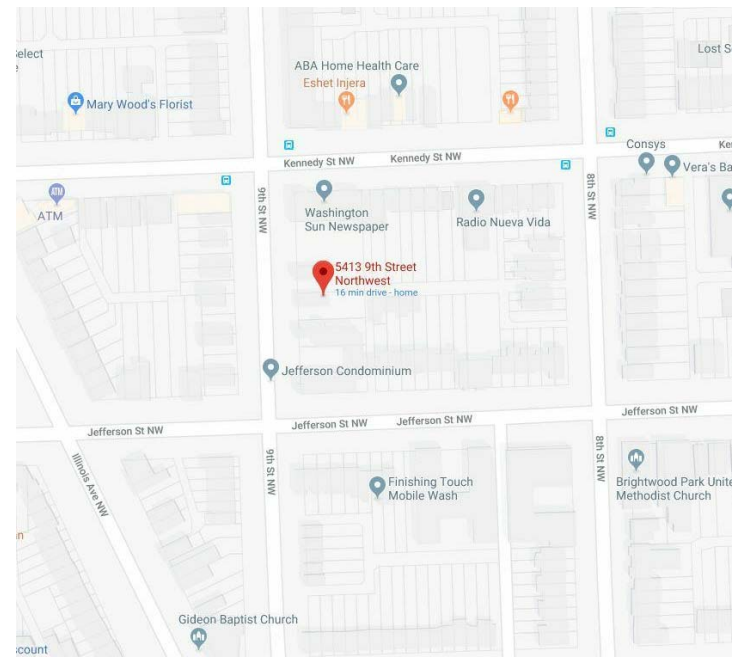 elect
Mary Wood's Florist
ABA Home Health Care
Eshet Injera
Lost S
Consys
Ke
Vera's Ba
Kennedy St NW
Kennedy St NW
ATM
ATM
9th St NW
8th St NW
Washington
Sun Newspaper
Radio Nueva Vida
5413 9th Street
Northwest
16 min drive - home
Jefferson Condominium
Jefferson St NW
Jefferson St NW
Jefferson St NW
Jefferson St NW
Illinois Ave NW
9th St NW
8th St NW
Finishing Touch
Mobile Wash
Brightwood Park Unite
Methodist Church
n
Gideon Baptist Church
count